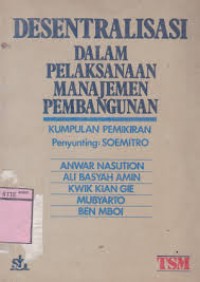 DESENTRALISASI
DALAM
PELAKSANAAN
MANAJEMEN
PEMBANGUNAN
KUMPULAN PEMIKIRAN
Penyunting: SOEMITRO
ANWAR NASUTION
ALI BASYAH AMIN
KWIK KIAN GIE
MUBYARTO
BEN MBOI
TSM